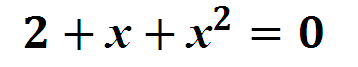 2 + x + x² = 0